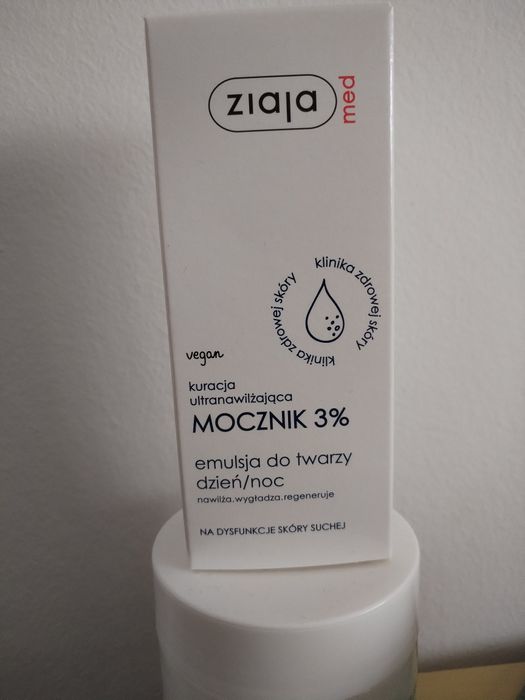 ziaja
med
klinika zdrowej skóry
klinika zdrowej skóry
vegan
kuracja
ultranawilżająca
MOCZNIK 3%
emulsja do twarzy
dzień/noc
nawilża.wygładza.regeneruje
NA DYSFUNKCJE SKÓRY SUCHEJ